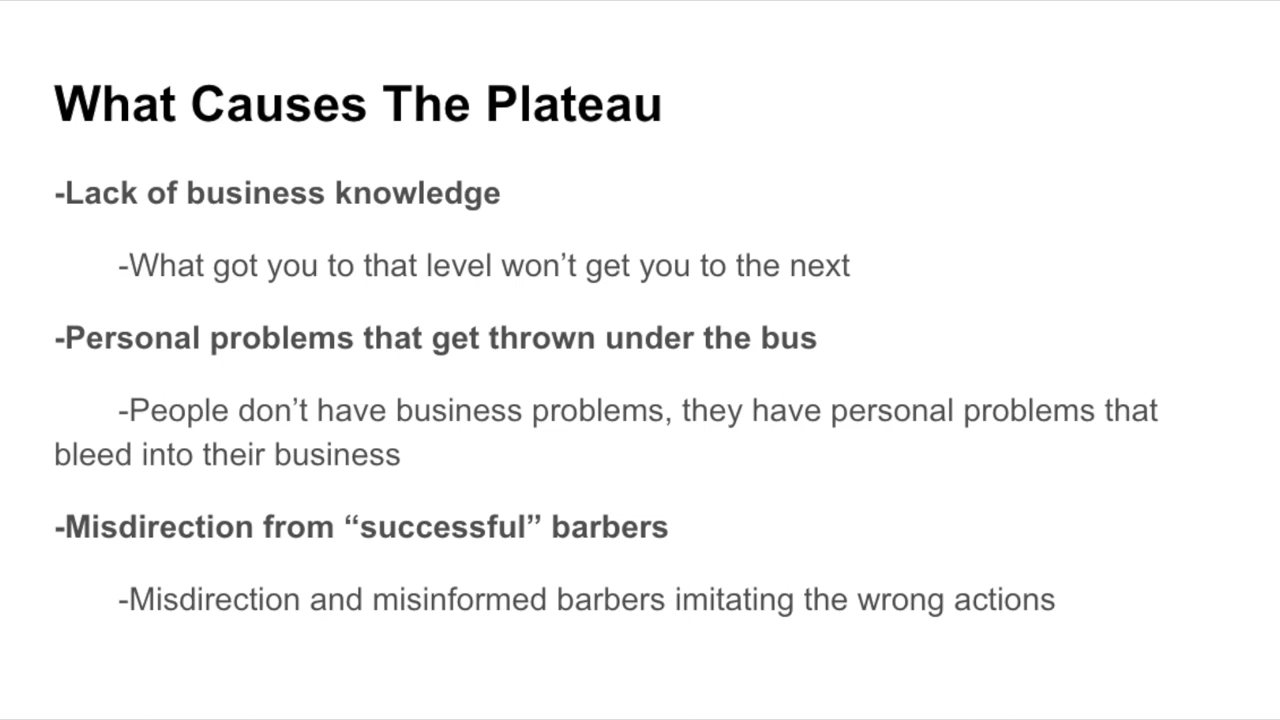 What Causes The Plateau
-Lack of business knowledge
-What got you to that level won’t get you to the next
-Personal problems that get thrown under the bus
-People don’t have business problems, they have personal problems that
bleed into their business
-Misdirection from “successful” barbers
-Misdirection and misinformed barbers imitating the wrong actions